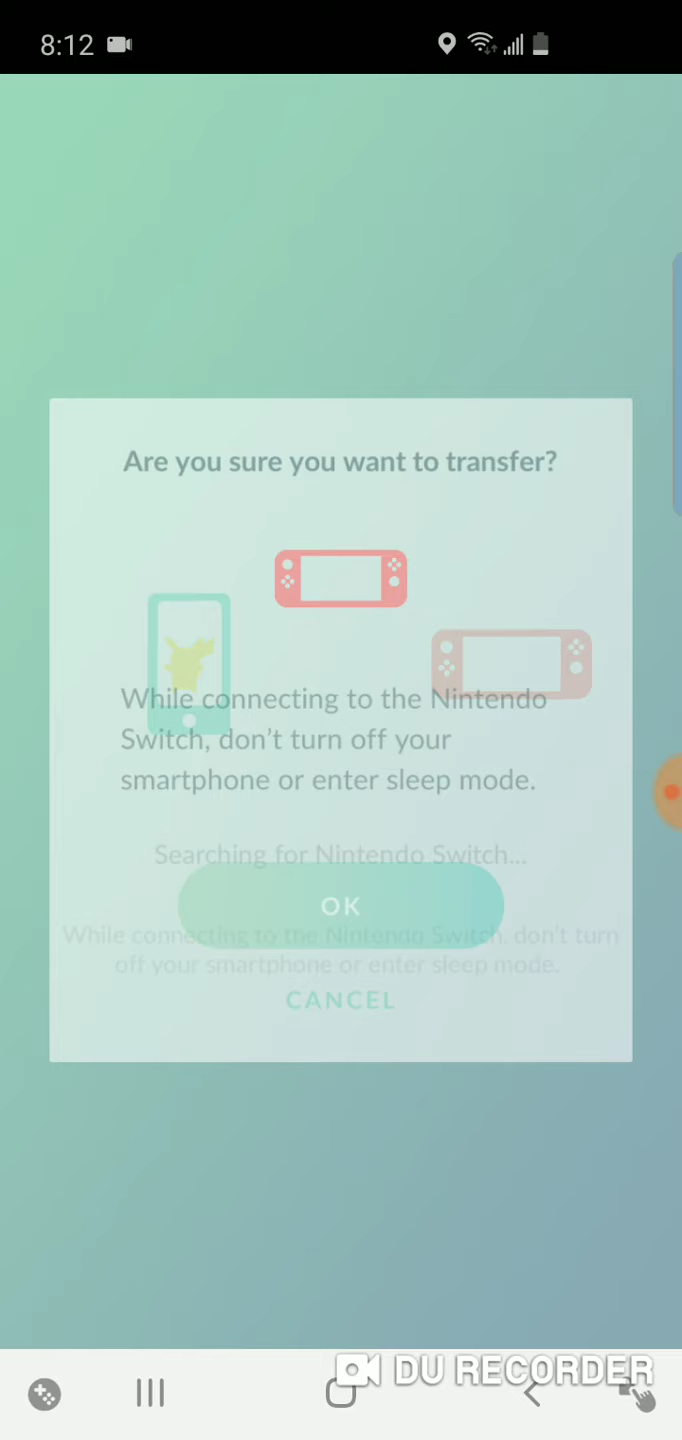 8:12
Are you sure you want to transfer?
While connecting to the Nintendo
Switch, don't turn off your
smartphone or enter sleep mode.
Searching for Nintendo Switch...
OK
While connecting to the Nintendo Switch, don't turn
off your smartphone or enter sleep mode.
CANCEL
DU RECORDER